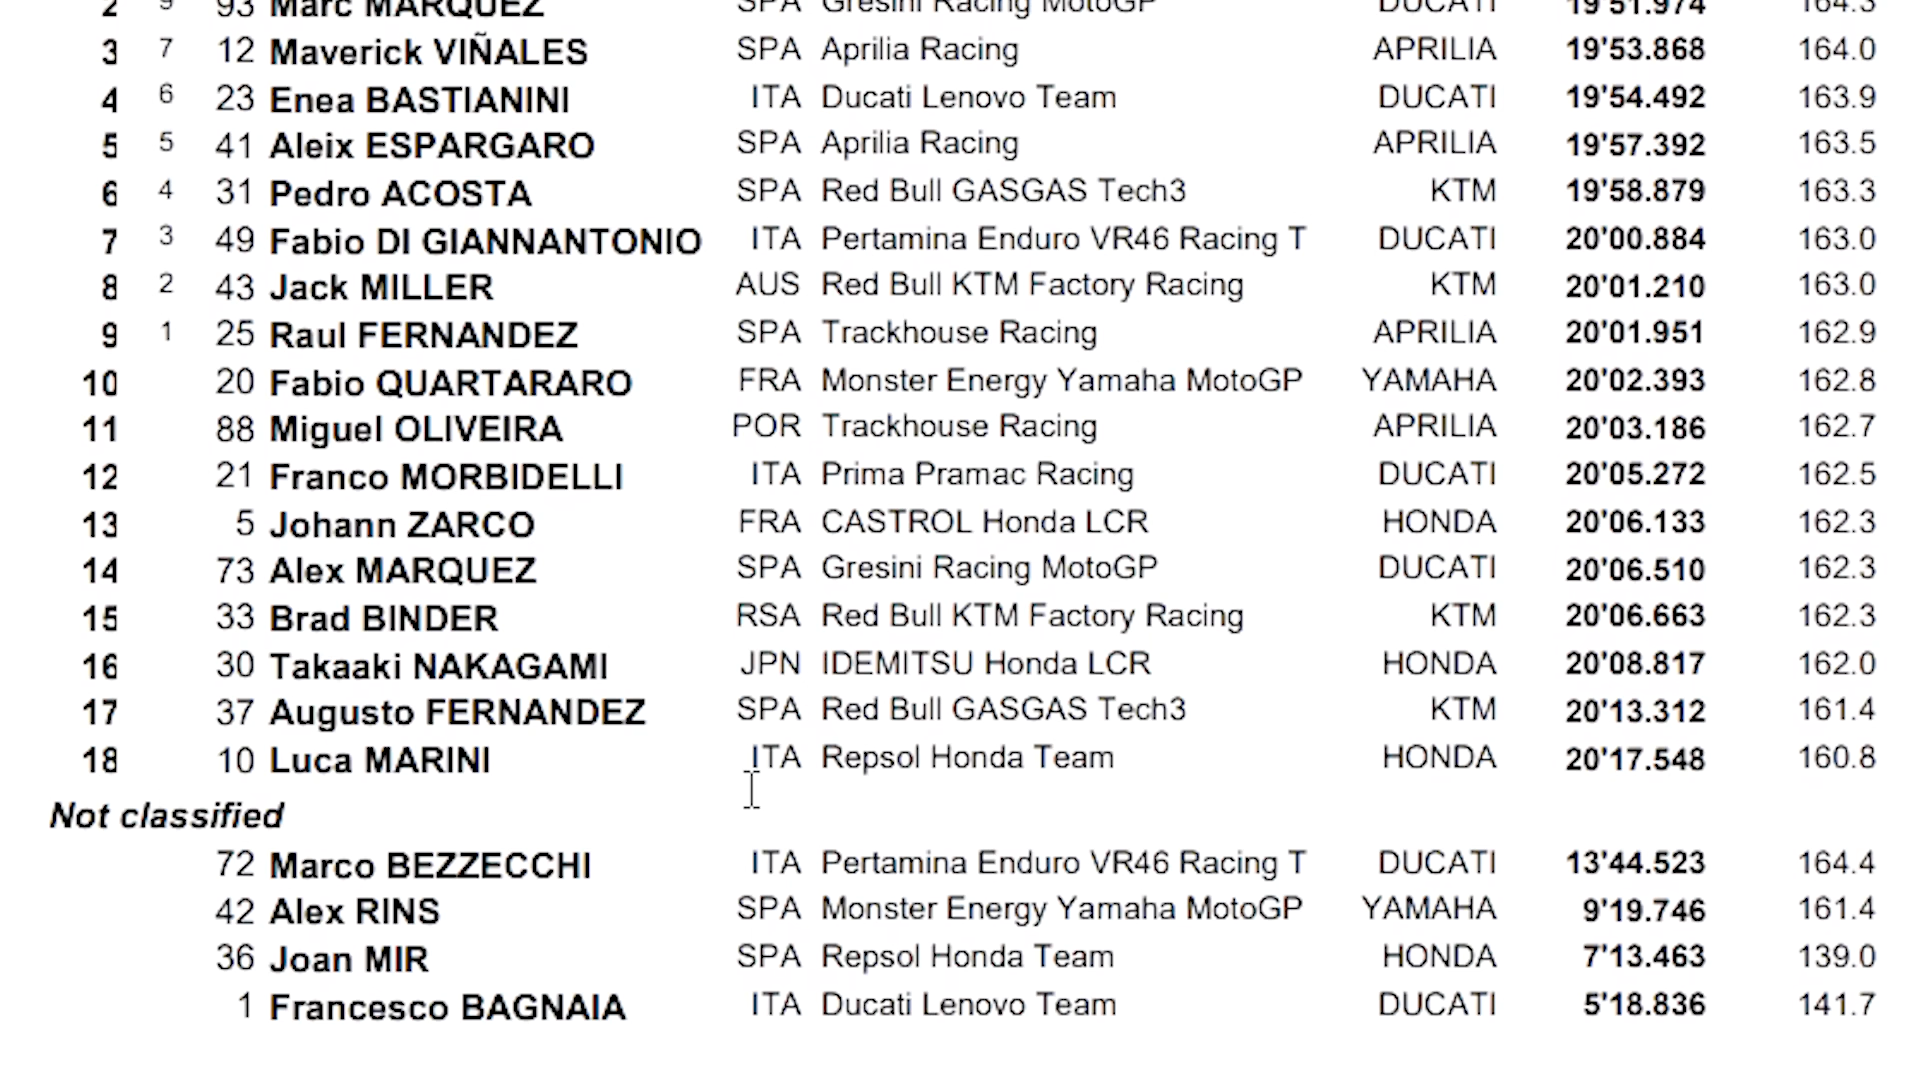 2 9 93 Marc MARQUEZ SPA Gresini Racing MotoGP DUCATI 19'51.974 164.3
3 7 12 Maverick VIÑALES SPA Aprilia Racing APRILIA 19'53.868 164.0
4 6 23 Enea BASTIANINI ITA Ducati Lenovo Team DUCATI 19'54.492 163.9
5 5 41 Aleix ESPARGARO SPA Aprilia Racing APRILIA 19'57.392 163.5
6 4 31 Pedro ACOSTA SPA Red Bull GASGAS Tech3 KTM 19'58.879 163.3
7 3 49 Fabio DI GIANNANTONIO ITA Pertamina Enduro VR46 Racing T DUCATI 20'00.884 163.0
8 2 43 Jack MILLER AUS Red Bull KTM Factory Racing KTM 20'01.210 163.0
9 1 25 Raul FERNANDEZ SPA Trackhouse Racing APRILIA 20'01.951 162.9
10 20 Fabio QUARTARARO FRA Monster Energy Yamaha MotoGP YAMAHA 20'02.393 162.8
11 88 Miguel OLIVEIRA POR Trackhouse Racing APRILIA 20'03.186 162.7
12 21 Franco MORBIDELLI ITA Prima Pramac Racing DUCATI 20'05.272 162.5
13 5 Johann ZARCO FRA CASTROL Honda LCR HONDA 20'06.133 162.3
14 73 Alex MARQUEZ SPA Gresini Racing MotoGP DUCATI 20'06.510 162.3
15 33 Brad BINDER RSA Red Bull KTM Factory Racing KTM 20'06.663 162.3
16 30 Takaaki NAKAGAMI JPN IDEMITSU Honda LCR HONDA 20'08.817 162.0
17 37 Augusto FERNANDEZ SPA Red Bull GASGAS Tech3 KTM 20'13.312 161.4
18 10 Luca MARINI ITA Repsol Honda Team HONDA 20'17.548 160.8
Not classified
72 Marco BEZZECCHI ITA Pertamina Enduro VR46 Racing T DUCATI 13'44.523 164.4
42 Alex RINS SPA Monster Energy Yamaha MotoGP YAMAHA 9'19.746 161.4
36 Joan MIR SPA Repsol Honda Team HONDA 7'13.463 139.0
1 Francesco BAGNAIA ITA Ducati Lenovo Team DUCATI 5'18.836 141.7